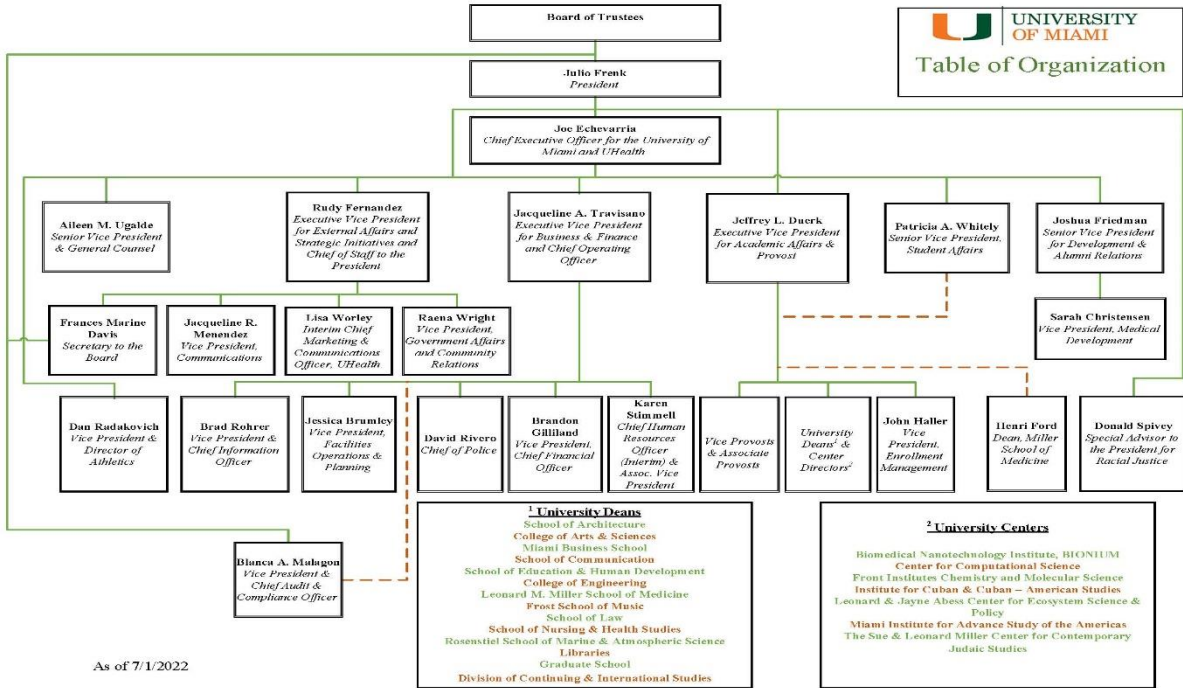 Board of Trustees
UNIVERSITY
OF MIAMI
Table of Organization
Julio Frenk
President
Joe Echevarria
Chief Executive Officer for the University of
Miami and UHealth
Aileen M. Ugalde
Senior Vice President
& General Counsel
Rudy Fernandez
Executive Vice President
for External Affairs and
Strategic Initiatives and
Chief of Staff to the
President
Jacqueline A. Travisano
Executive Vice President
for Business & Finance
and Chief Operating
Officer
Jeffrey L. Duerk
Executive Vice President
for Academic Affairs &
Provost
Patricia A. Whitely
Senior Vice President,
Student Affairs
Joshua Friedman
Senior Vice President
for Development &
Alumni Relations
Frances Marine
Davis
Secretary to the
Board
Jacqueline R.
Menendez
Vice President,
Communications
Lisa Worley
Interim Chief
Marketing &
Communications
Officer, UHealth
Raena Wright
Vice President,
Government Affairs
and Community
Relations
Sarah Christensen
Vice President, Medical
Development
Dan Radakovich
Vice President &
Director of
Athletics
Brad Rohrer
Vice President &
Chief Information
Officer
Jessica Brumley
Vice President,
Facilities
Operations &
Planning
David Rivero
Chief of Police
Brandon
Gilliland
Vice President,
Chief Financial
Officer
Karen
Stimmell
Chief Human
Resources
Officer
(Interim) &
Assoc. Vice
President
Vice Provosts
& Associate
Provosts
University
Deans¹ &
Center
Directors²
John Haller
Vice
President,
Enrollment
Management
Henri Ford
Dean, Miller
School of
Medicine
Donald Spivey
Special Advisor to
the President for
Racial Justice
Blanca A. Malagon
Vice President &
Chief Audit &
Compliance Officer
¹ University Deans
School of Architecture
College of Arts & Sciences
Miami Business School
School of Communication
School of Education & Human Development
College of Engineering
Leonard M. Miller School of Medicine
Frost School of Music
School of Law
School of Nursing & Health Studies
Rosenstiel School of Marine & Atmospheric Science
Libraries
Graduate School
Division of Continuing & International Studies
² University Centers
Biomedical Nanotechnology Institute, BIONIUM
Center for Computational Science
Front Institutes Chemistry and Molecular Science
Institute for Cuban & Cuban – American Studies
Leonard & Jayne Abess Center for Ecosystem Science &
Policy
Miami Institute for Advance Study of the Americas
The Sue & Leonard Miller Center for Contemporary
Judaic Studies
As of 7/1/2022